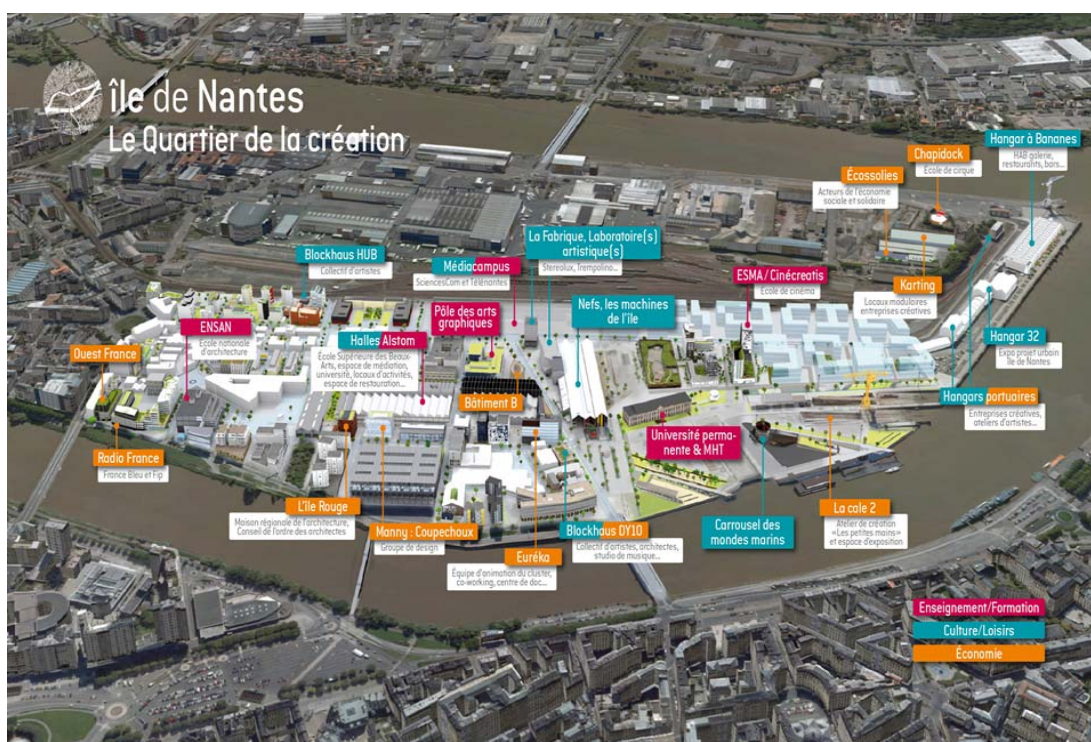 île de Nantes
Le Quartier de la création
Hangar à Bananes
HAB galerie,
restaurants, bars...
Chapidock
École de cirque
Écossolies
Acteurs de l'économie
sociale et solidaire
La Fabrique, Laboratoire(s)
artistique(s)
Stereolux, Trempolino...
Blockhaus HUB
Collectif d'artistes
Médiacampus
SciencesCom et Télénantes
ESMA / Cinécreatis
École de cinéma
Karting
Locaux modulaires
entreprises créatives
Pôle des arts
graphiques
Nefs, les machines
de l'île
ENSAN
École nationale
d'architecture
Halles Alstom
École Supérieure des Beaux-
Arts, espace de médiation,
université, locaux d'activités,
espace de restauration...
Hangar 32
Expo projet urbain
île de Nantes
Ouest France
Bâtiment B
Hangars portuaires
Entreprises créatives,
ateliers d'artistes...
Université perma-
nente & MHT
Radio France
France Bleu et Fip
L'île Rouge
Maison régionale de l'architecture,
Conseil de l'ordre des architectes
Manny : Coupechoux
Groupe de design
Euréka
Équipe d'animation du cluster,
co-working, centre de doc...
Blockhaus DY10
Collectif d'artistes, architectes,
studio de musique...
Carrousel des
mondes marins
La cale 2
Atelier de création
«Les petites mains»
et espace d'exposition
Enseignement/Formation
Culture/Loisirs
Économie